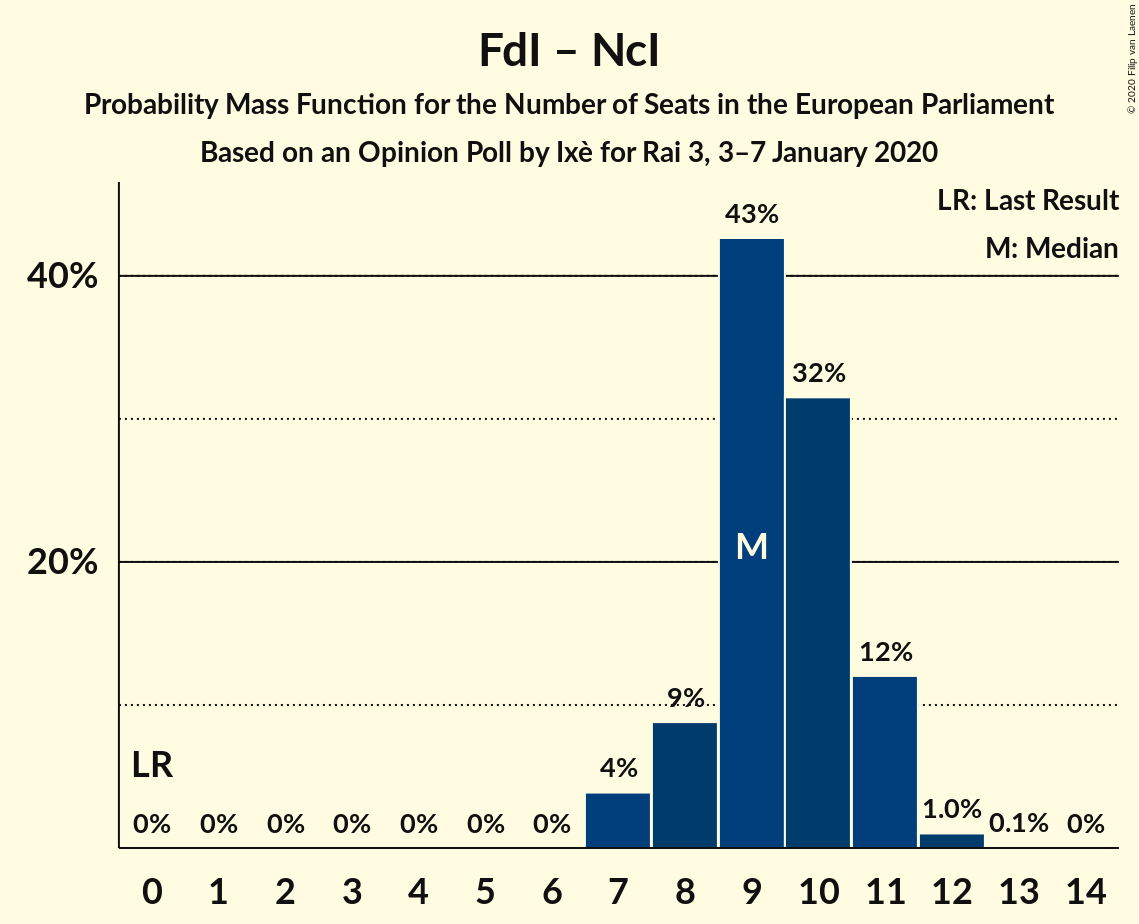 FdI – NcI
Probability Mass Function for the Number of Seats in the European Parliament
Based on an Opinion Poll by Ixè for Rai 3, 3–7 January 2020
© 2020 Filip van Laenen
LR: Last Result
M: Median
43%
40%
32%
M
20%
12%
9%
LR
4%
0% 0% 0% 0% 0% 0% 0% 1.0% 0.1% 0%
0 1 2 3 4 5 6 7 8 9 10 11 12 13 14